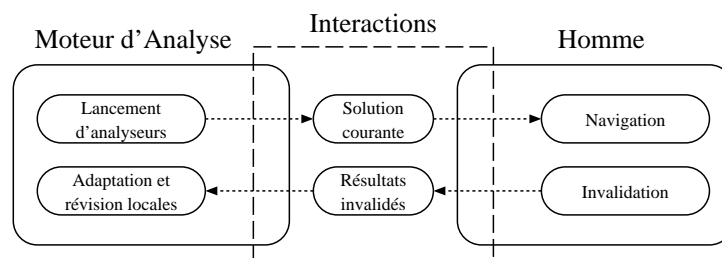 Moteur d'Analyse
Interactions
Homme
Lancement
d'analyseurs
Solution
courante
Navigation
Adaptation et
révision locales
Résultats
invalidés
Invalidation